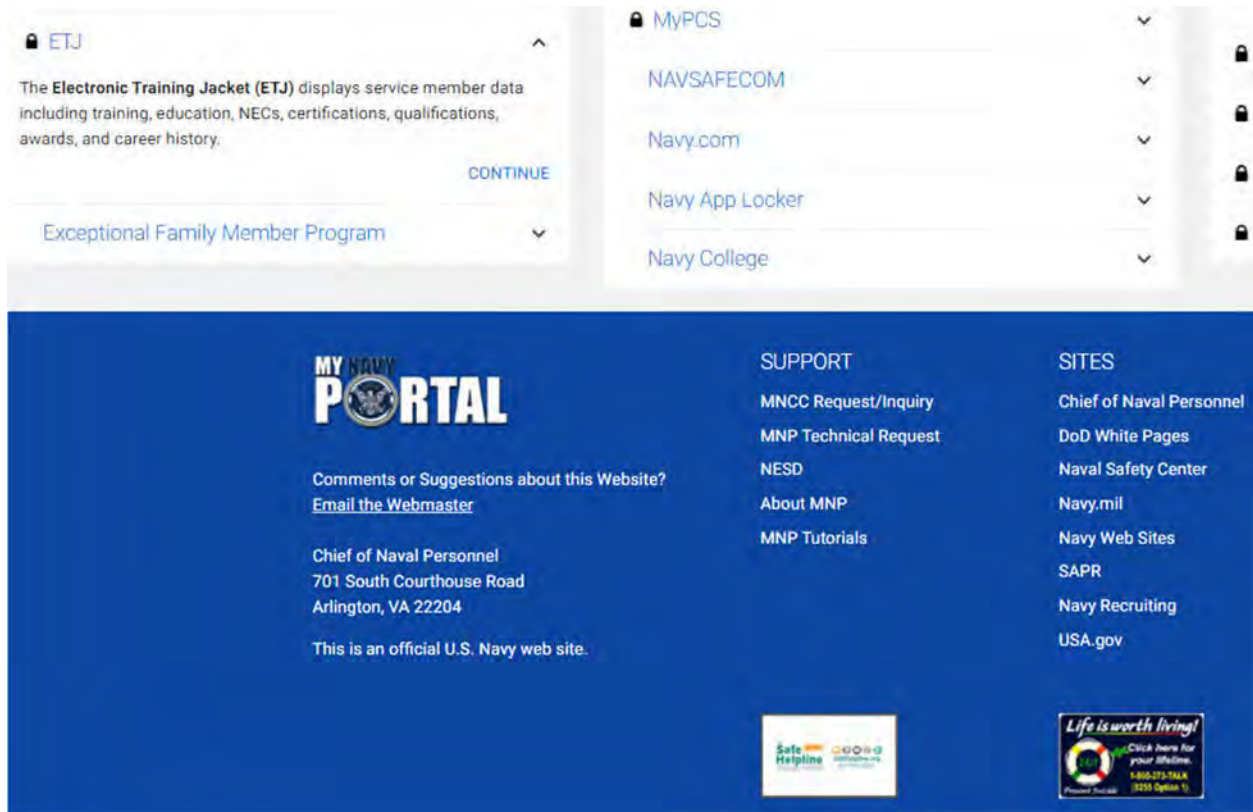 ETJ
The Electronic Training Jacket (ETJ) displays service member data
including training, education, NECs, certifications, qualifications,
awards, and career history.
CONTINUE
Exceptional Family Member Program
MyPCS
NAVSAFECOM
Navy.com
Navy App Locker
Navy College
MY NAVY
PORTAL
Comments or Suggestions about this Website?
Email the Webmaster
Chief of Naval Personnel
701 South Courthouse Road
Arlington, VA 22204
This is an official U.S. Navy web site.
SUPPORT
MNCC Request/Inquiry
MNP Technical Request
NESD
About MNP
MNP Tutorials
SITES
Chief of Naval Personnel
DoD White Pages
Naval Safety Center
Navy.mil
Navy Web Sites
SAPR
Navy Recruiting
USA.gov
Safe
Helpline
Life is worth living!
Click here for
your lifeline.
1-800-273-TALK
(8255 Option 1)